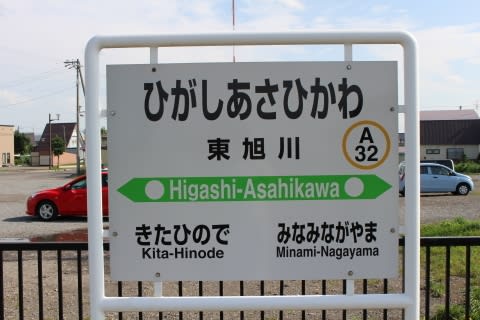 ひがしあさひかわ
東旭川
A
32
Higashi-Asahikawa
きたひので
Kita-Hinode
みなみながやま
Minami-Nagayama